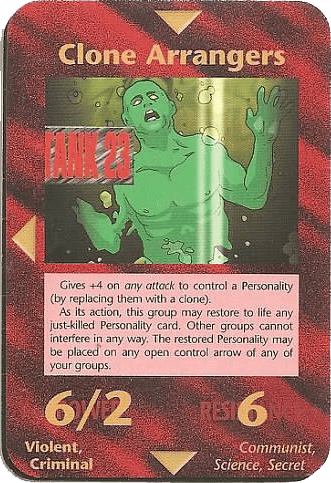 Clone Arrangers
TANK 23
Gives +4 on any attack to control a Personality
(by replacing them with a clone).
As its action, this group may restore to life any
just-killed Personality card. Other groups cannot
interfere in any way. The restored Personality may
be placed on any open control arrow of any of
your groups.
6/2
6
Violent,
Criminal
Communist,
Science, Secret